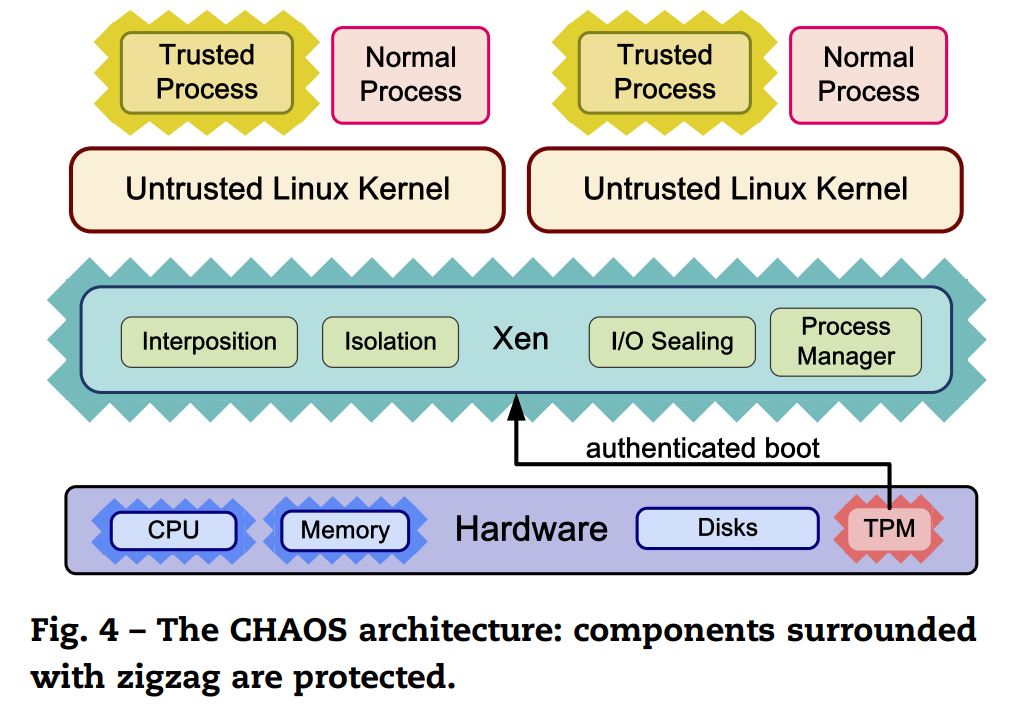 Trusted
Process
Normal
Process
Trusted
Process
Normal
Process
Untrusted Linux Kernel
Untrusted Linux Kernel
Interposition
Isolation
Xen
I/O Sealing
Process
Manager
authenticated boot
CPU
Memory
Hardware
Disks
TPM
Fig. 4 – The CHAOS architecture: components surrounded
with zigzag are protected.